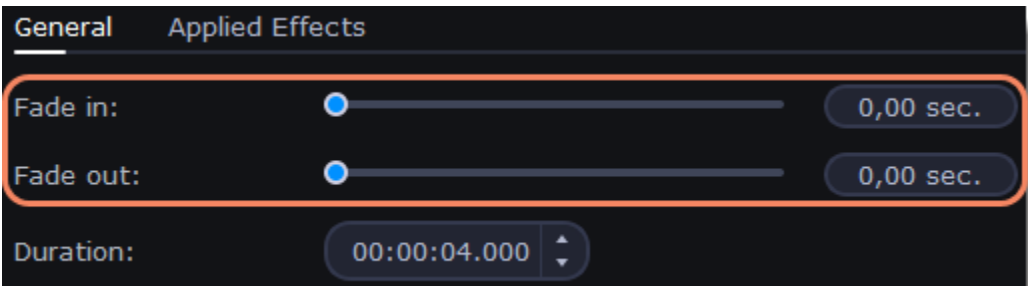 General Applied Effects
Fade in: 0,00 sec.
Fade out: 0,00 sec.
Duration: 00:00:04.000